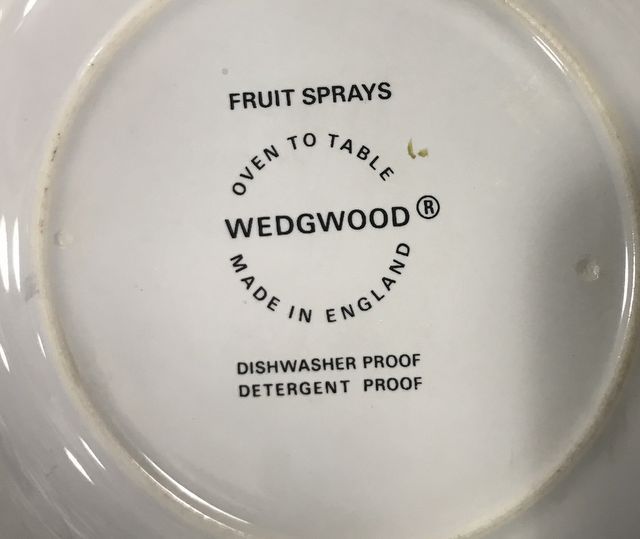 FRUIT SPRAYS
OVEN TO TABLE
WEDGWOOD®
MADE IN ENGLAND
DISHWASHER PROOF
DETERGENT PROOF